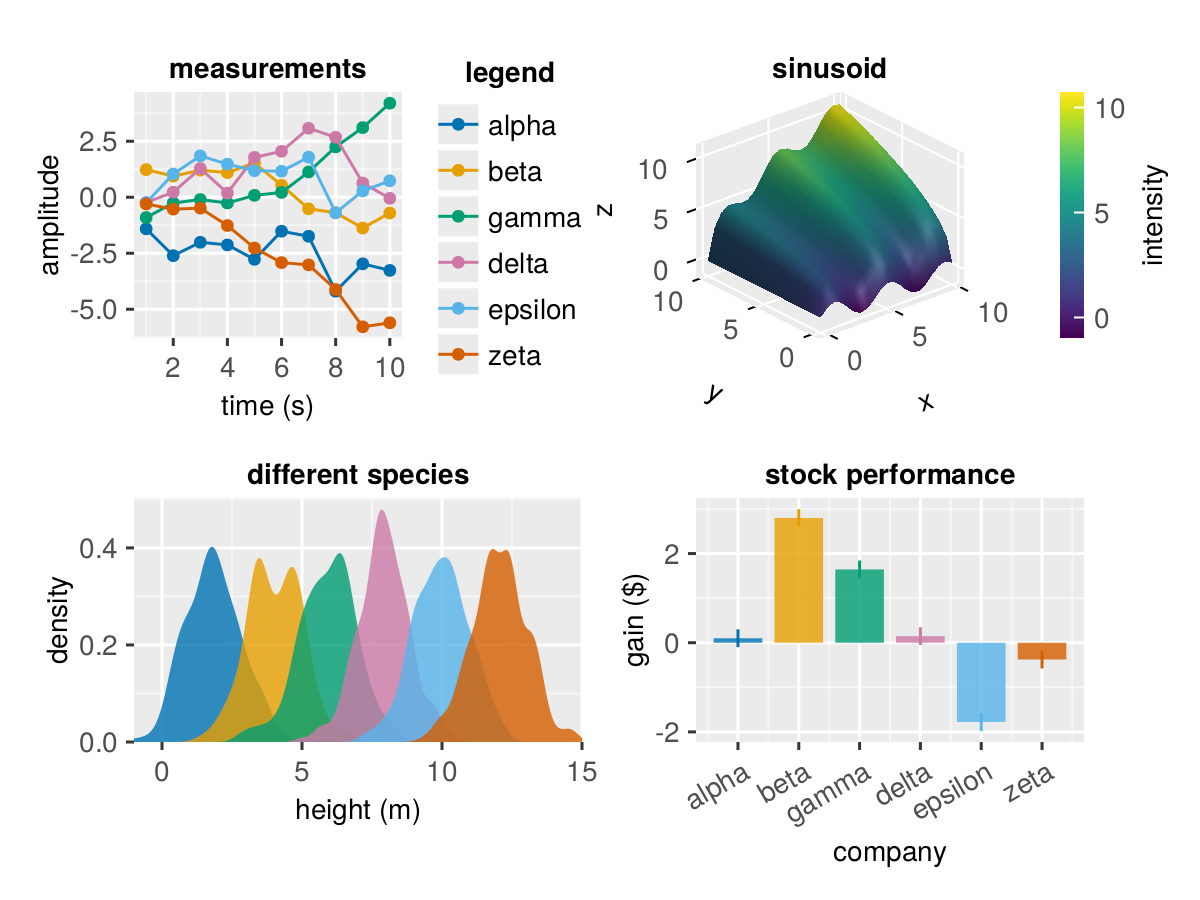 measurements
amplitude
2.5
0.0
-2.5
-5.0
2 4 6 8 10
time (s)
legend
alpha
beta
gamma
delta
epsilon
zeta
sinusoid
z
10
5
0
10
5
0
y
0
5
10
x
10
5
0
intensity
different species
density
0.4
0.2
0.0
0 5 10 15
height (m)
stock performance
gain ($)
2
0
-2
alpha beta gamma delta epsilon zeta
company